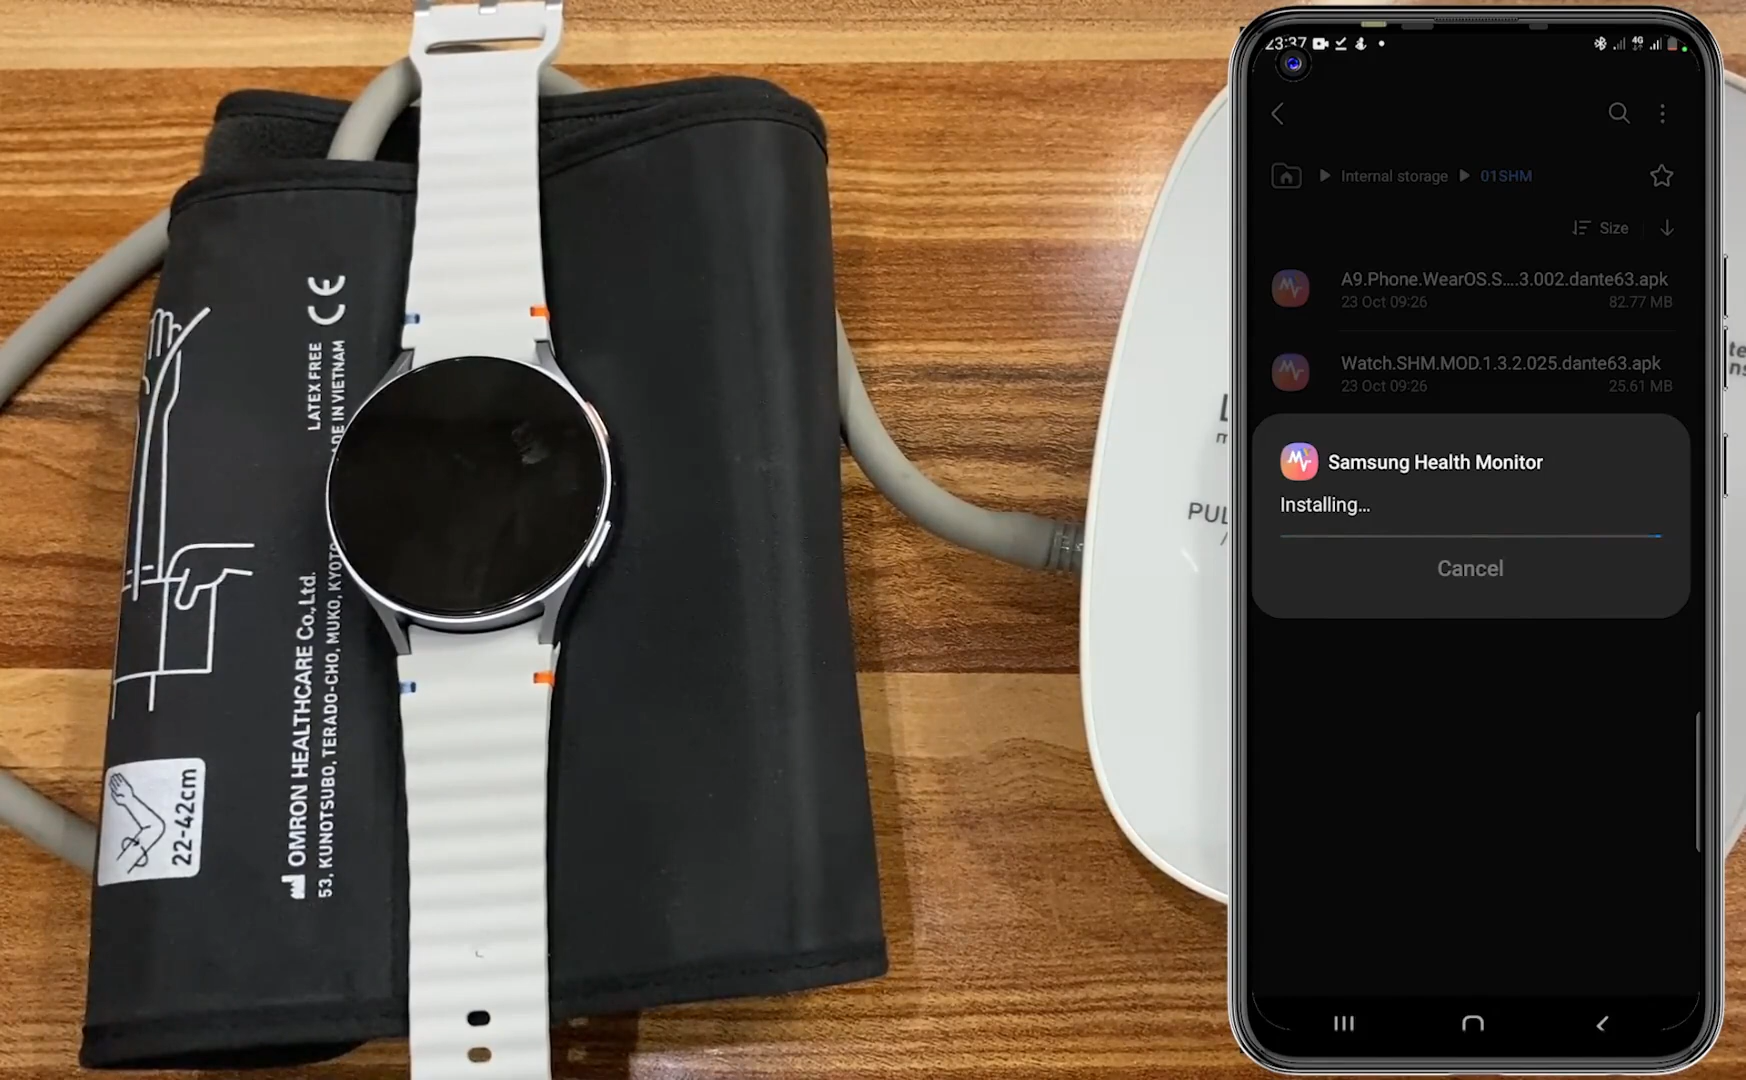 LATEX FREE
MADE IN VIETNAM
CE
OMRON HEALTHCARE Co.,Ltd.
53, KUNOTSUBO, TERADO-CHO, MUKO, KYOTO
22-42cm
PUL
23:37
4G
Internal storage
01SHM
Size
A9.Phone.WearOS.S....3.002.dante63.apk
23 Oct 09:26
82.77 MB
Watch.SHM.MOD.1.3.2.025.dante63.apk
23 Oct 09:26
25.61 MB
Samsung Health Monitor
Installing...
Cancel